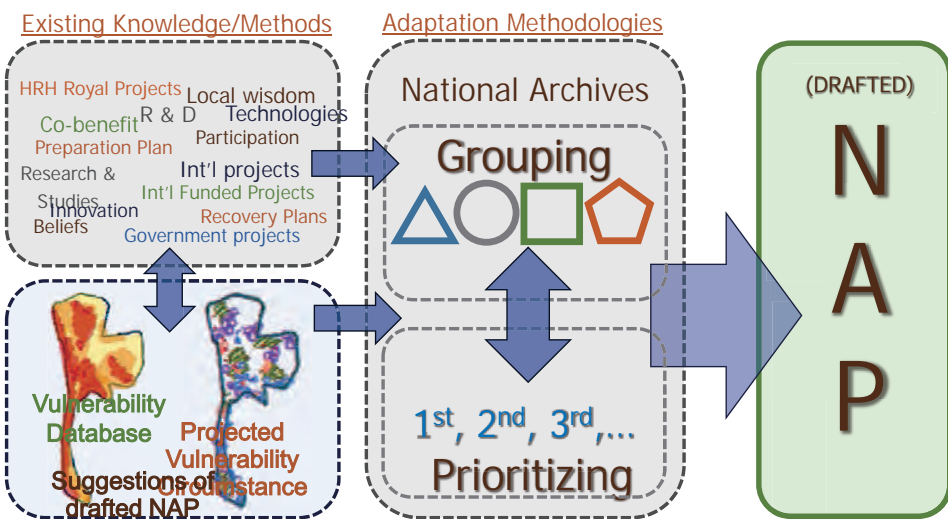 Existing Knowledge/Methods
HRH Royal Projects
Local wisdom
R & D
Technologies
Co-benefit
Participation
Preparation Plan
Int'l projects
Research &
Studies
Int'l Funded Projects
Innovation
Recovery Plans
Beliefs
Government projects
Vulnerability
Database
Projected
Vulnerability
Circumstance
Suggestions of
drafted NAP
Adaptation Methodologies
National Archives
Grouping
1st, 2nd, 3rd,...
Prioritizing
(DRAFTED)
N
A
P